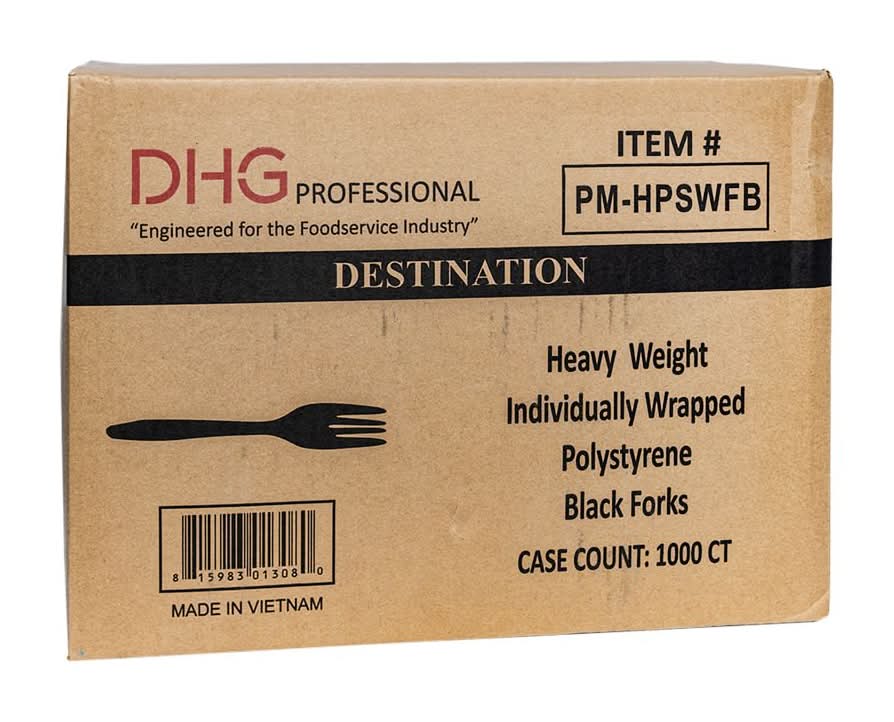 DHG PROFESSIONAL
“Engineered for the Foodservice Industry”
ITEM #
PM-HPSWFB
DESTINATION
Heavy Weight
Individually Wrapped
Polystyrene
Black Forks
CASE COUNT: 1000 CT
8 15983 01308 0
MADE IN VIETNAM